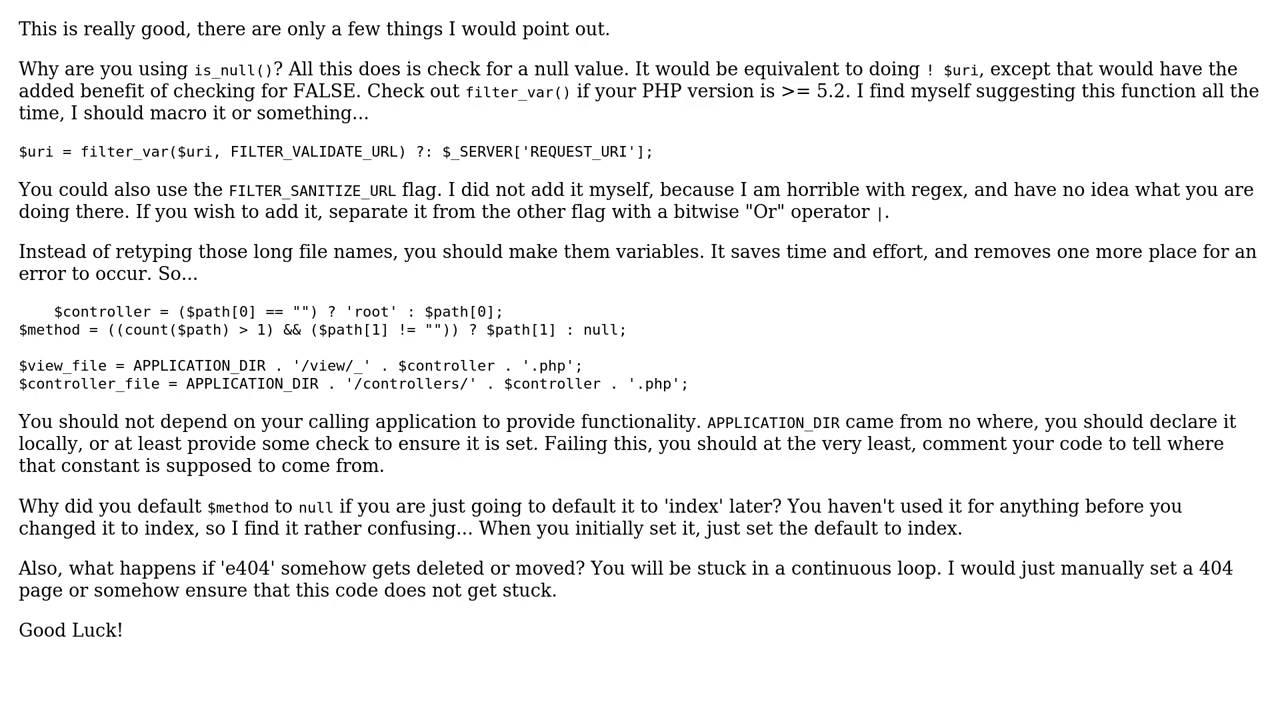 This is really good, there are only a few things I would point out.
Why are you using is_null()? All this does is check for a null value. It would be equivalent to doing ! $uri, except that would have the
added benefit of checking for FALSE. Check out filter_var() if your PHP version is >= 5.2. I find myself suggesting this function all the
time, I should macro it or something...
$uri = filter_var($uri, FILTER_VALIDATE_URL) ?: $_SERVER['REQUEST_URI'];
You could also use the FILTER_SANITIZE_URL flag. I did not add it myself, because I am horrible with regex, and have no idea what you are
doing there. If you wish to add it, separate it from the other flag with a bitwise "Or" operator |.
Instead of retyping those long file names, you should make them variables. It saves time and effort, and removes one more place for an
error to occur. So...
    $controller = ($path[0] == "") ? 'root' : $path[0];
$method = ((count($path) > 1) && ($path[1] != "")) ? $path[1] : null;
$view_file = APPLICATION_DIR . '/view/_' . $controller . '.php';
$controller_file = APPLICATION_DIR . '/controllers/' . $controller . '.php';
You should not depend on your calling application to provide functionality. APPLICATION_DIR came from no where, you should declare it
locally, or at least provide some check to ensure it is set. Failing this, you should at the very least, comment your code to tell where
that constant is supposed to come from.
Why did you default $method to null if you are just going to default it to 'index' later? You haven't used it for anything before you
changed it to index, so I find it rather confusing... When you initially set it, just set the default to index.
Also, what happens if 'e404' somehow gets deleted or moved? You will be stuck in a continuous loop. I would just manually set a 404
page or somehow ensure that this code does not get stuck.
Good Luck!